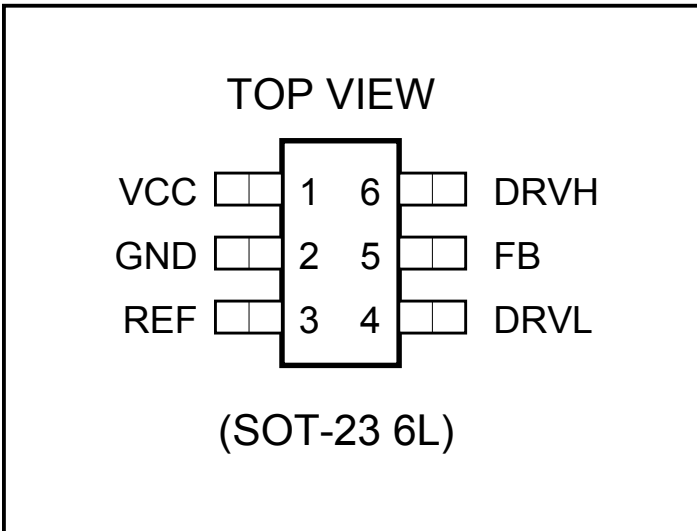 TOP VIEW
VCC 1 6 DRVH
GND 2 5 FB
REF 3 4 DRVL
(SOT-23 6L)